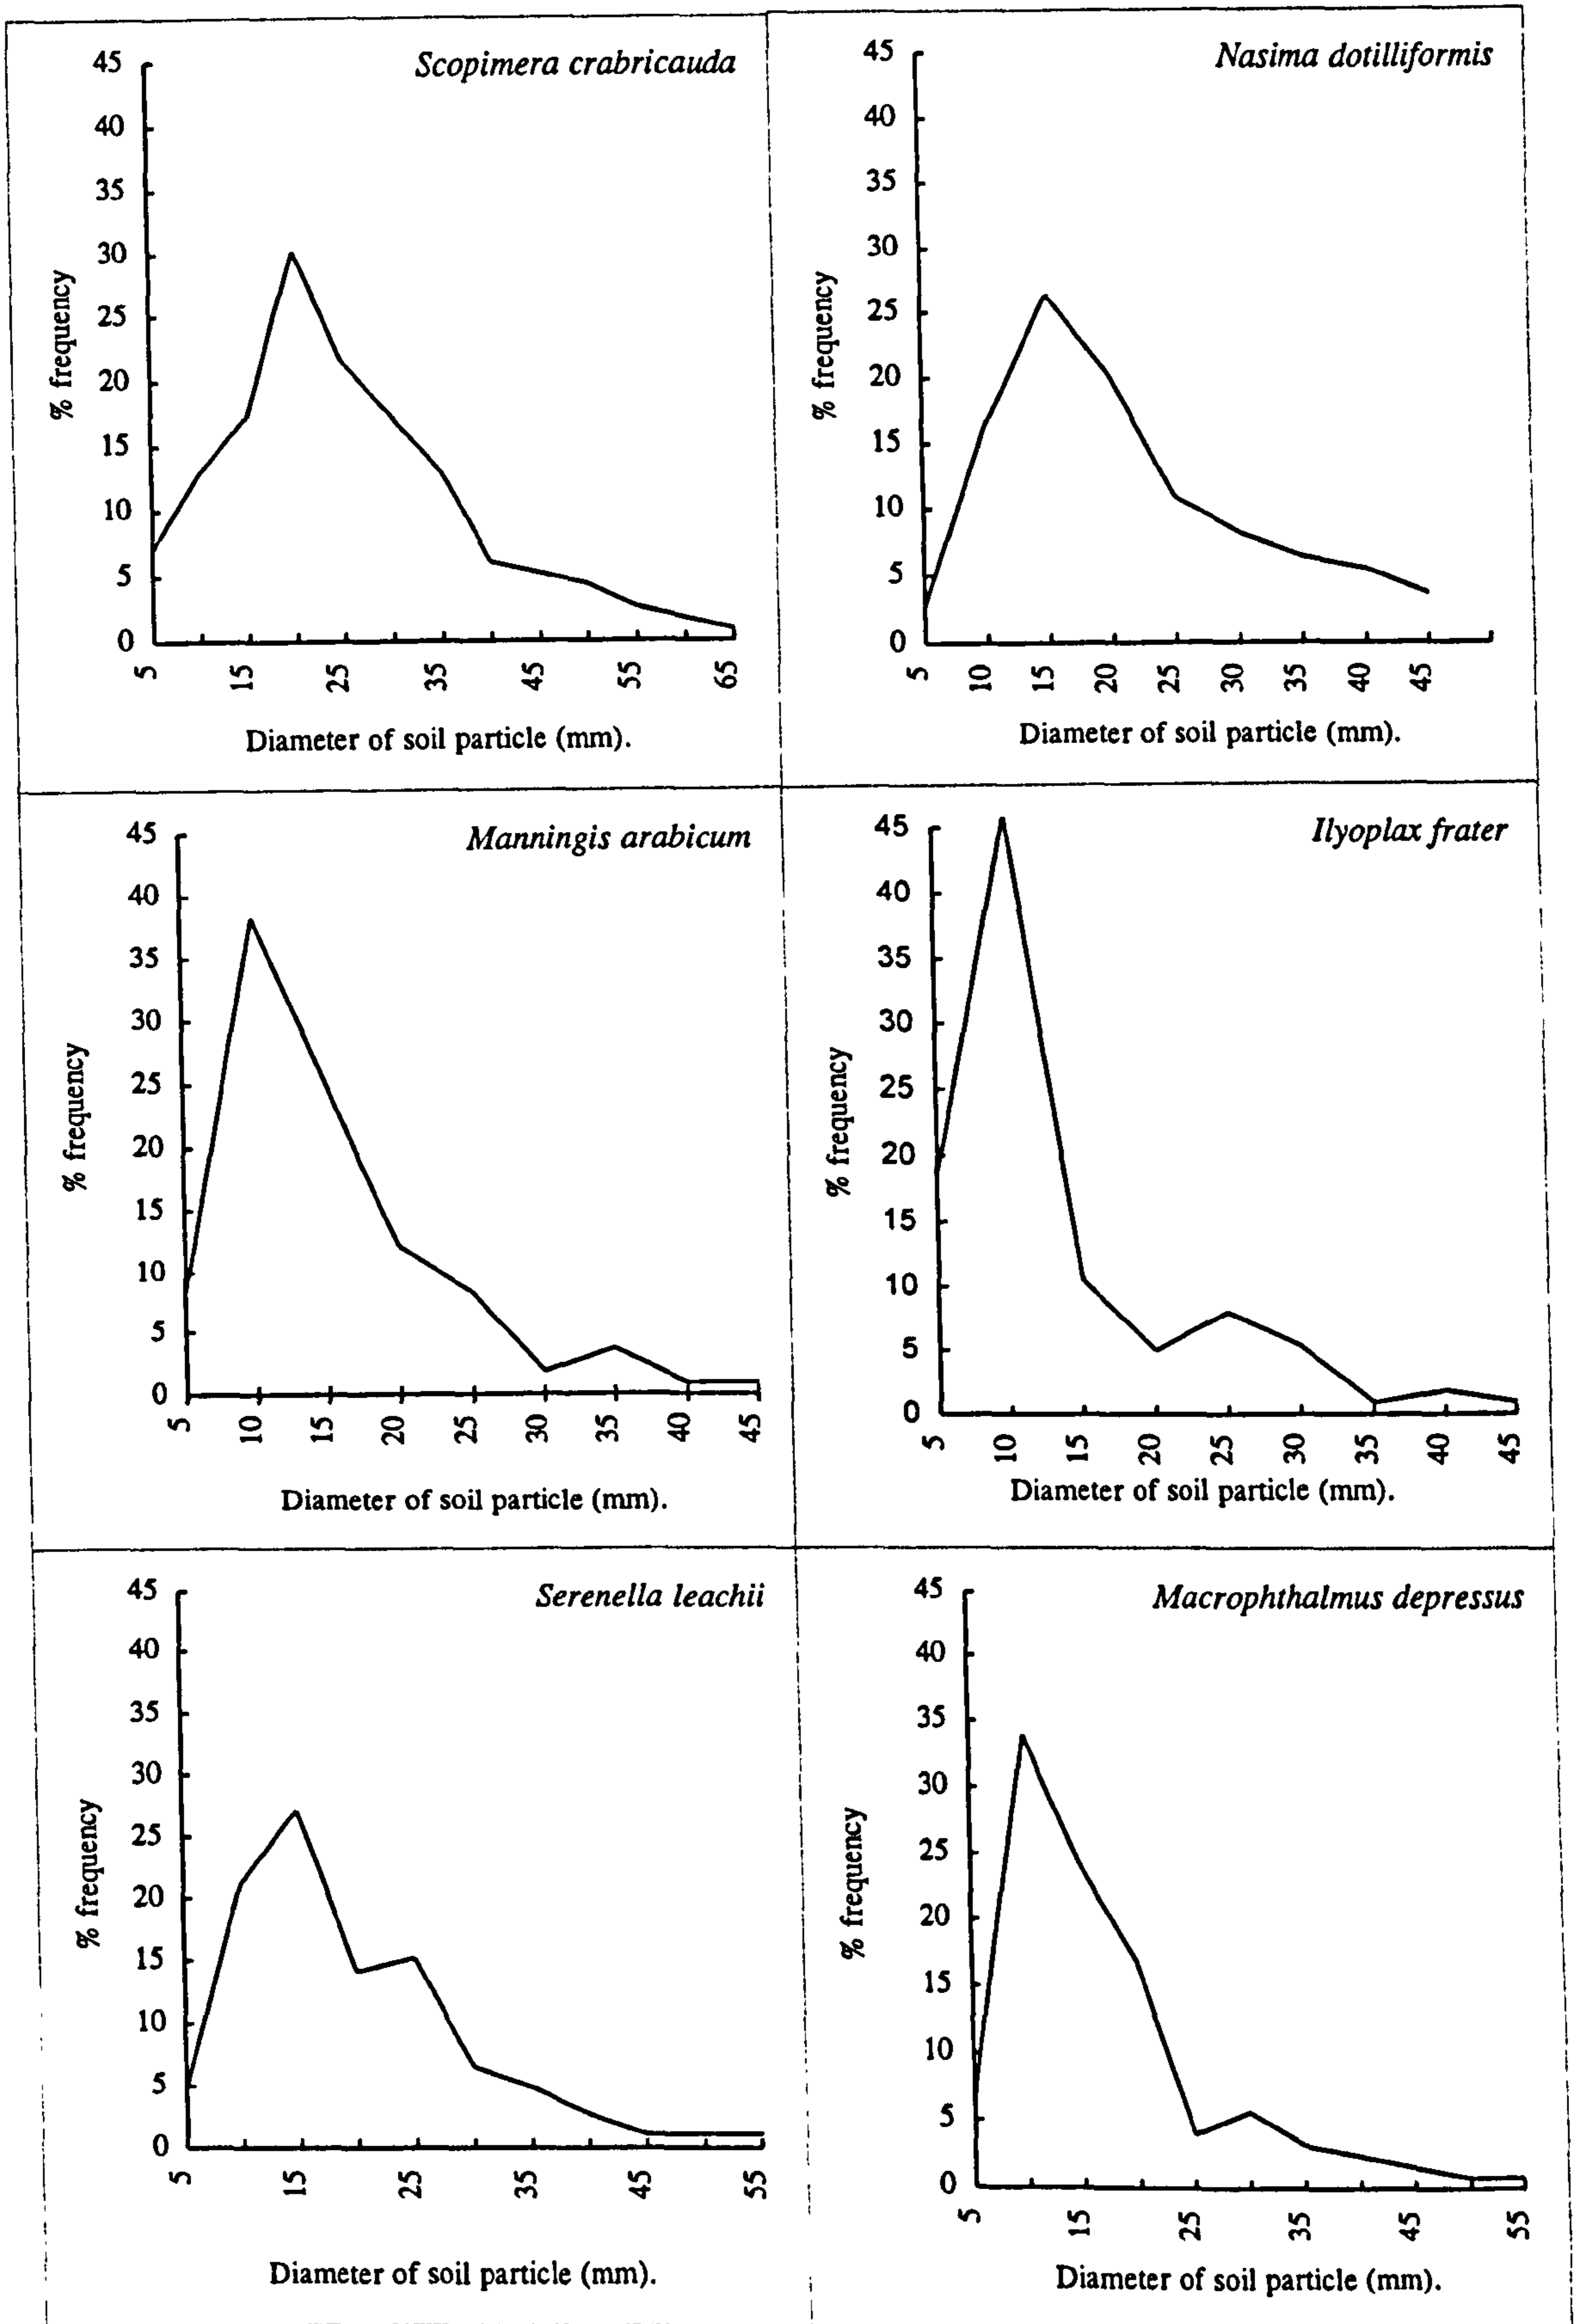 Scopimera crabricauda
45
40
35
30
25
20
15
10
5
0
% frequency
5 15 25 35 45 55 65
Diameter of soil particle (mm).
Nasima dotilliformis
45
40
35
30
25
20
15
10
5
0
% frequency
5 10 15 20 25 30 35 40 45
Diameter of soil particle (mm).
Manningis arabicum
45
40
35
30
25
20
15
10
5
0
% frequency
5 10 15 20 25 30 35 40 45
Diameter of soil particle (mm).
Ilyoplax frater
45
40
35
30
25
20
15
10
5
0
% frequency
5 10 15 20 25 30 35 40 45
Diameter of soil particle (mm).
Serenella leachii
45
40
35
30
25
20
15
10
5
0
% frequency
5 15 25 35 45 55
Diameter of soil particle (mm).
Macrophthalmus depressus
45
40
35
30
25
20
15
10
5
0
% frequency
5 15 25 35 45 55
Diameter of soil particle (mm).